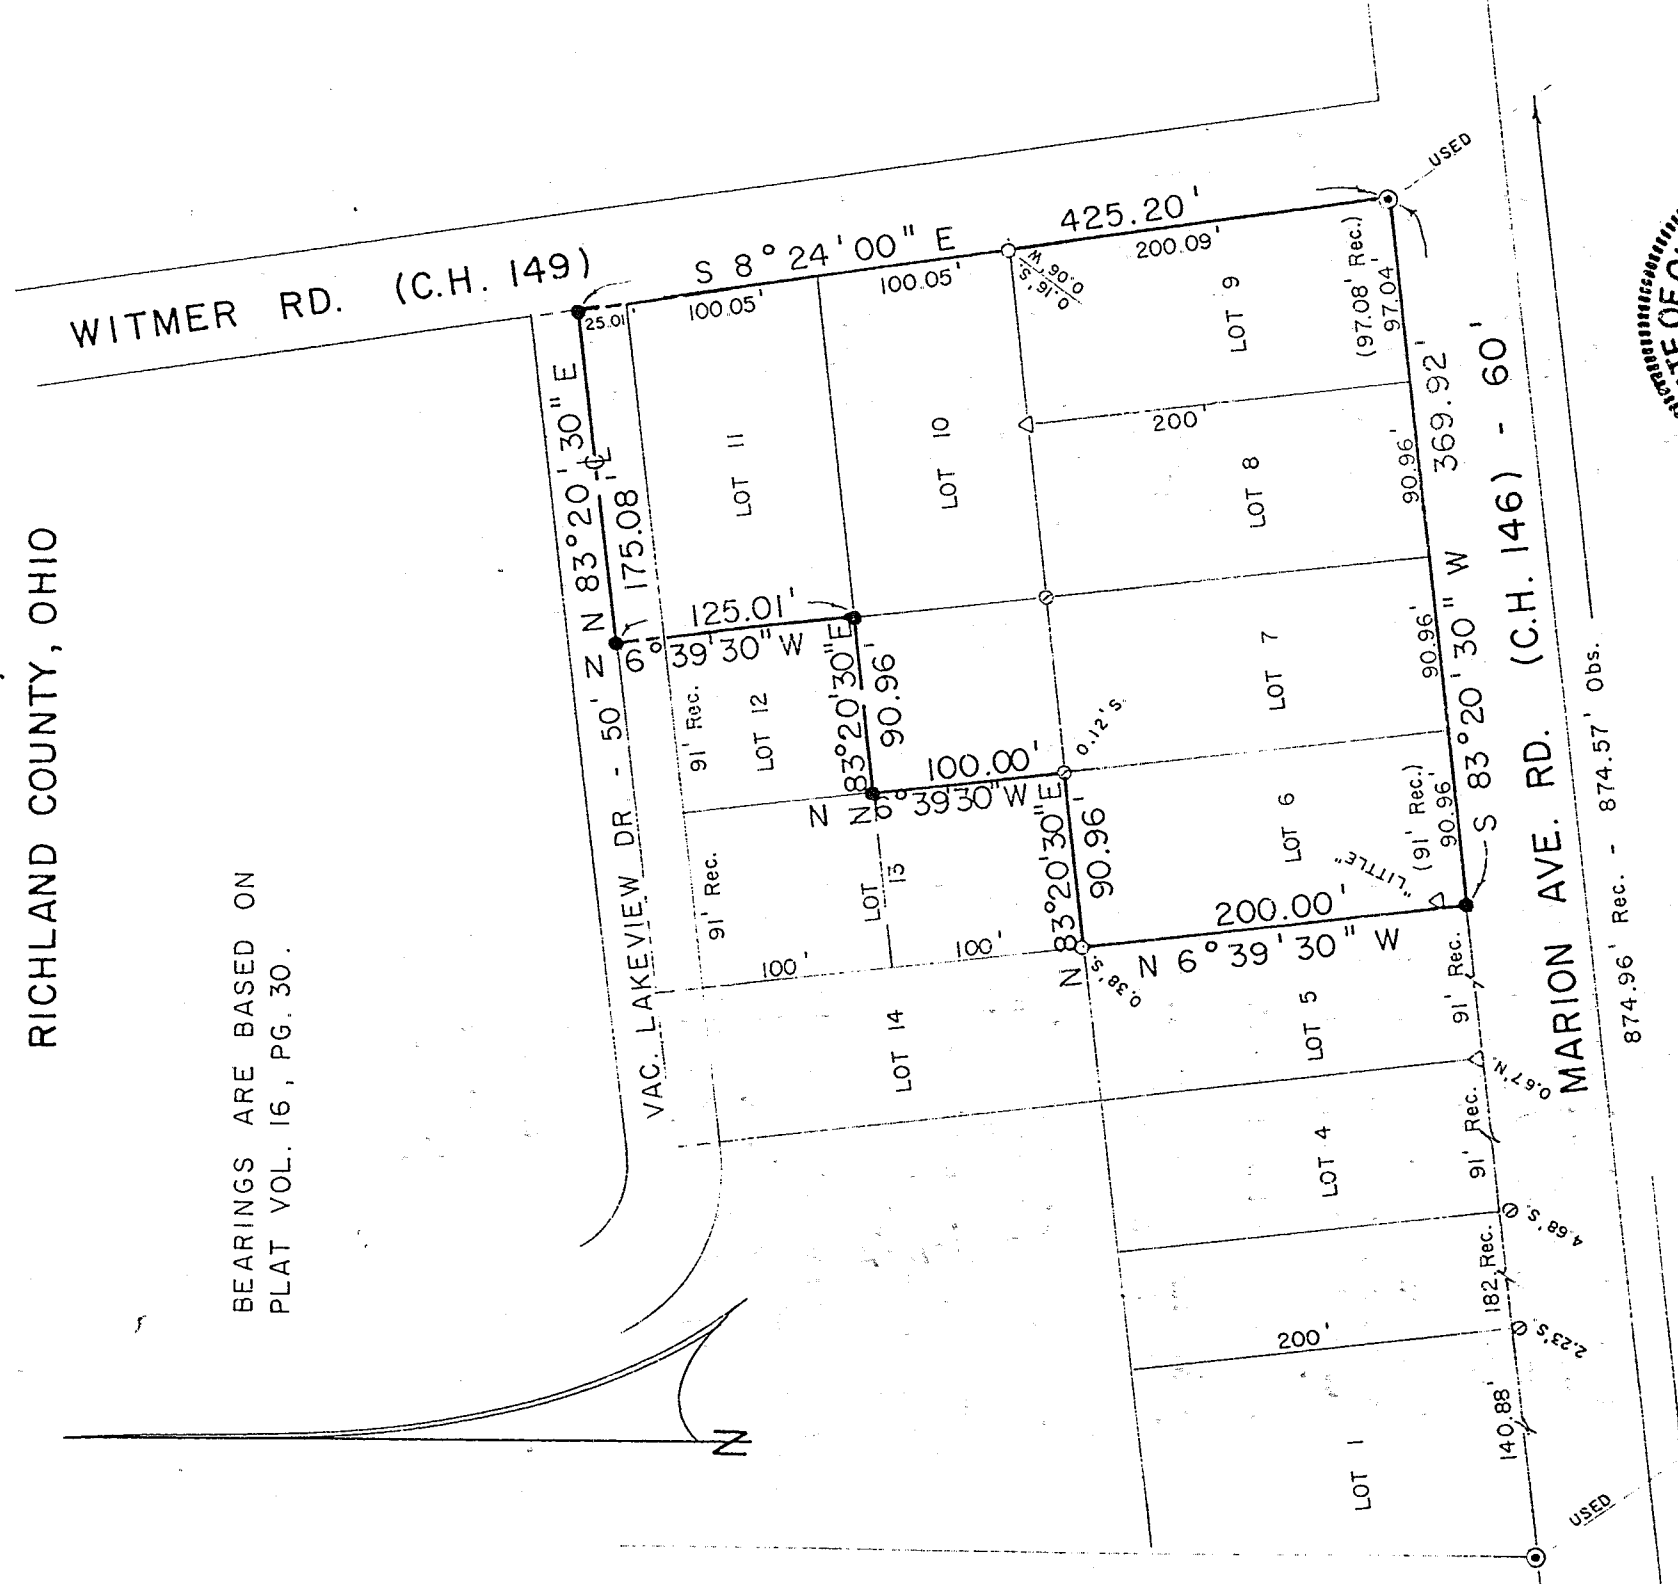 RICHLAND COUNTY, OHIO
BEARINGS ARE BASED ON
PLAT VOL. 16, PG. 30.
N
WITMER RD. (C.H. 149)
S 8°24'00" E
425.20'
25.01'
100.05'
100.05'
200.09'
0.16'S.
0.06'W
USED
N 83°20'30" E
175.08'
VAC. LAKEVIEW DR - 50'
N 6°39'30" W
125.01'
N 83°20'30" E
90.96'
N 6°39'30" W
100.00'
N 83°20'30" E
90.96'
N 6°39'30" W
200.00'
LOT 11
LOT 10
LOT 9
LOT 8
LOT 7
LOT 6
LOT 12
LOT 13
LOT 14
LOT 5
LOT 4
LOT 1
91' Rec.
91' Rec.
100'
100'
200'
200'
0.12'S.
0.38'S.
"LITTLE"
(97.08' Rec.)
97.04'
90.96'
90.96'
(91' Rec.)
90.96'
369.92'
S 83°20'30" W
91' Rec.
91' Rec.
182' Rec.
140.88'
0.67'N.
4.68'S.
2.23'S
MARION AVE. RD. (C.H. 146) - 60'
874.96' Rec. - 874.57' Obs.
USED